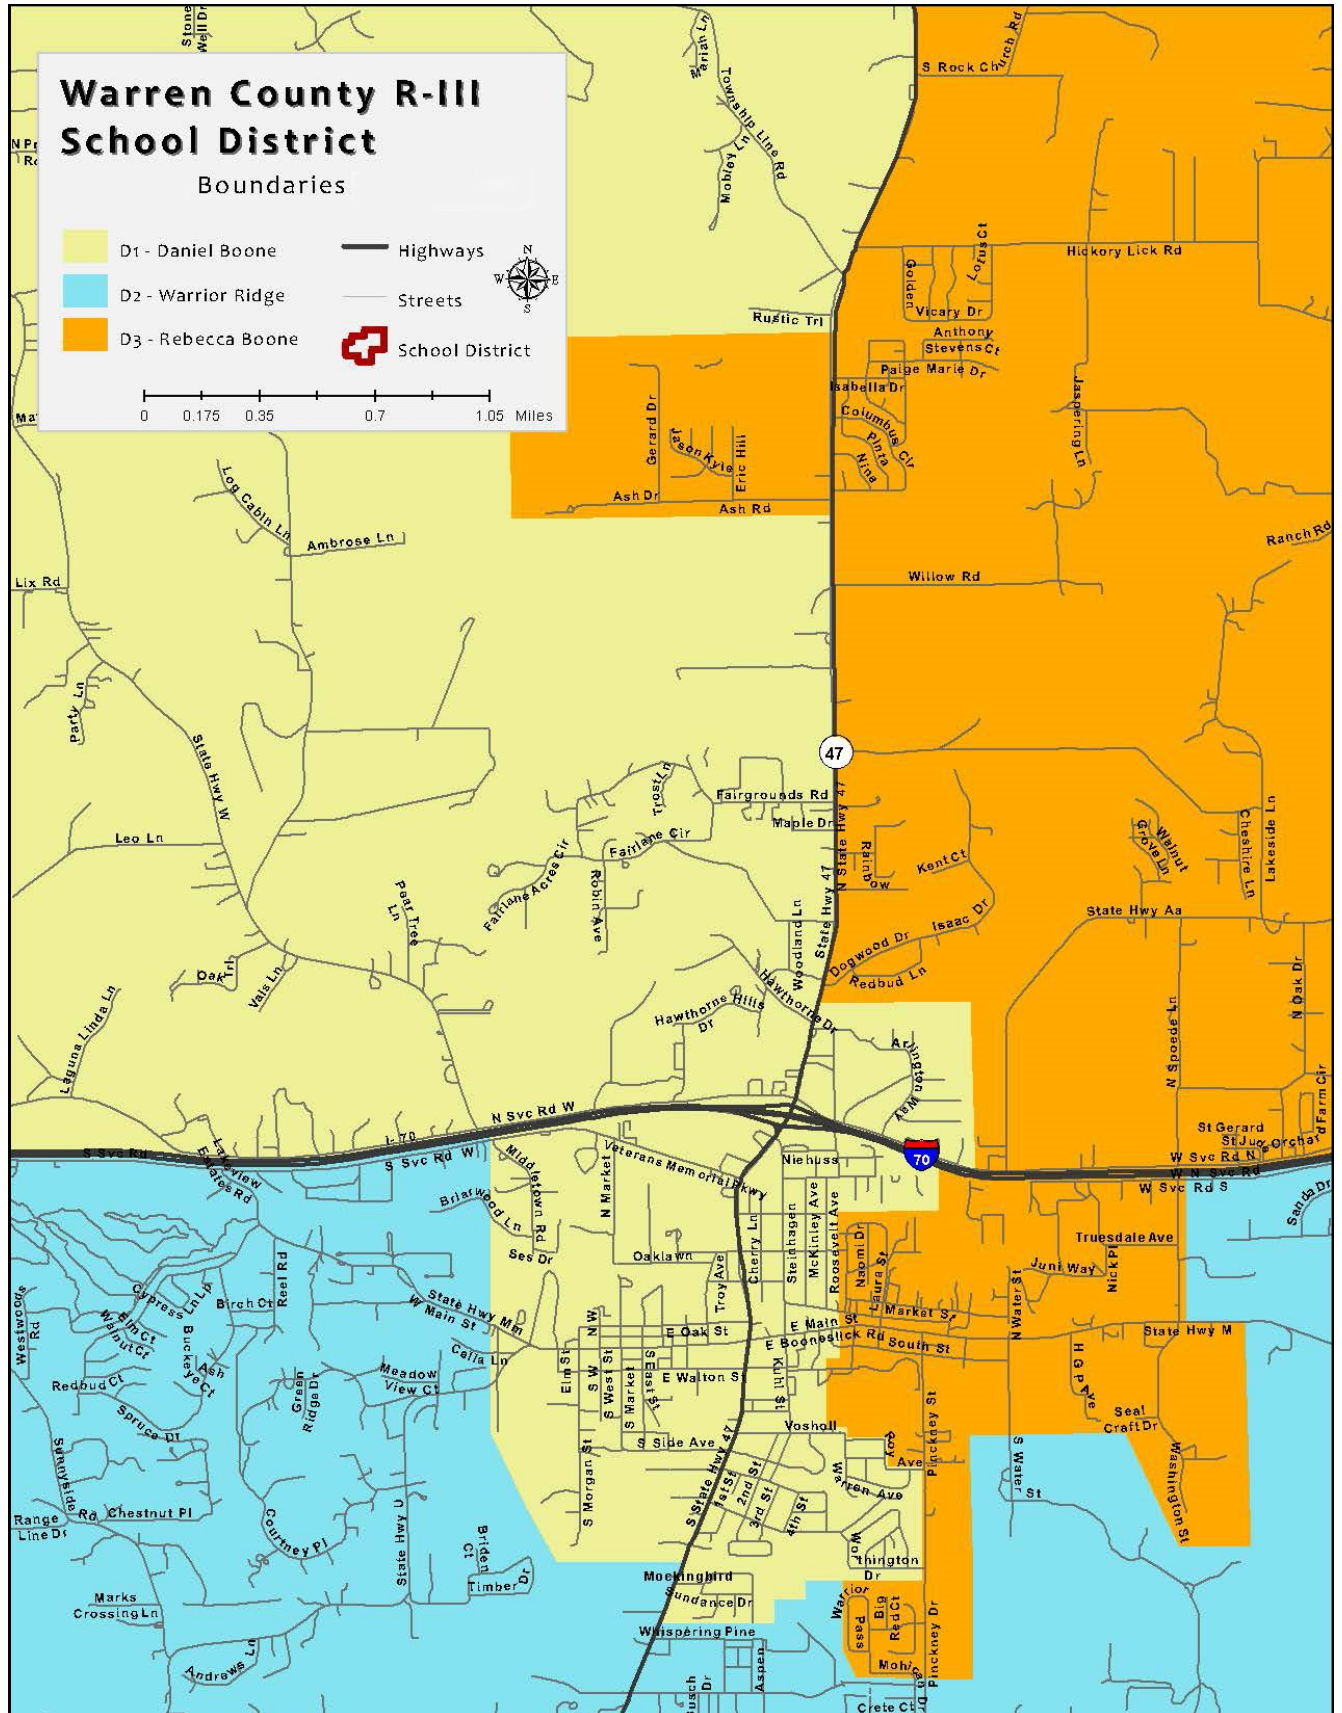 Stone
Well Dr
Mariah Ln
Township Line Rd
Mobley Ln
S Rock Church Rd
Warren County R-III
School District
Boundaries
D1 - Daniel Boone
D2 - Warrior Ridge
D3 - Rebecca Boone
Highways
Streets
School District
N
W
E
S
0
0.175
0.35
0.7
1.05
Miles
Hickory Lick Rd
Golden
Lotus Ct
Vicary Dr
Rustic Trl
Anthony
Stevens Ct
Paige Marie Dr
Isabella Dr
Columbus Cir
Pinta
Nina
Jaspering Ln
Gerard Dr
Jason Kyle
Eric Hill
Ash Dr
Ash Rd
Log Cabin Ln
Ambrose Ln
Ranch Rd
Lix Rd
Willow Rd
Party Ln
State Hwy W
47
Trost Ln
Fairgrounds Rd
Maple Dr
N State Hwy 47
Leo Ln
Fairlane Cir
Fairlane Acres Cir
Robin Ave
Rainbow
Kent Ct
Walnut
Grove Ln
Cheshire Ln
Lakeside Ln
Paar Tree
Ln
Woodland Ln
State Hwy 47
Dogwood Dr
Isaac Dr
Redbud Ln
State Hwy Aa
N Oak Dr
Oak Trl
Vais Ln
Laguna Linda Ln
Hawthorne Hills
Dr
Hawthorne Dr
Arlington Way
N Spoede Ln
N Svc Rd W
I-70
S Svc Rd
S Svc Rd W
Lakeview
Estates Rd
Middletown Rd
Briarwood Ln
Ses Dr
N Market
Veterans Memorial Pkwy
Niehuss
70
St Gerard
St Jude
Orchard Farm Cir
W Svc Rd N
W N Svc Rd
W Svc Rd S
Sanda Dr
Oaklawn
Troy Ave
Cherry Ln
Steinhagen
McKinley Ave
Roosevelt Ave
Naomi Dr
Laura St
Truesdale Ave
Juni Way
Nick Pl
N Water St
Westwoods
Rd
Cypress
Ln Lp
Elm Ct
Walnut Ct
Birch Ct
Reel Rd
Buckeye Ct
Ash
Redbud Ct
Spruce Dr
Green
Ridge Dr
State Hwy Mm
W Main St
Celia Ln
Meadow
View Ct
N W
E Oak St
Elm St
S W
S West St
S Market
S East St
E Walton St
E Main St
Market St
E Booneslick Rd
South St
Kuhl St
State Hwy M
H G P Ave
Seal
Craft Dr
Vosholl
S Side Ave
S Morgan St
S State Hwy 47
1st St
2nd St
3rd St
4th St
Roy
Ave
Warren Ave
Pinckney St
S Water
St
Washington St
Sunnyside
Rd
Range
Line Ds
Chestnut Pl
Courtney Pl
State Hwy U
Briden
Ct
Timber Dr
Worthington
Dr
Mockingbird
Sundance Dr
Marks
Crossing Ln
Andrews Ln
Whispering Pine
Warrior
Pass
Big
Red Ct
Pinckney Dr
Mohican Dr
Aspen
Dr
Crete Ct